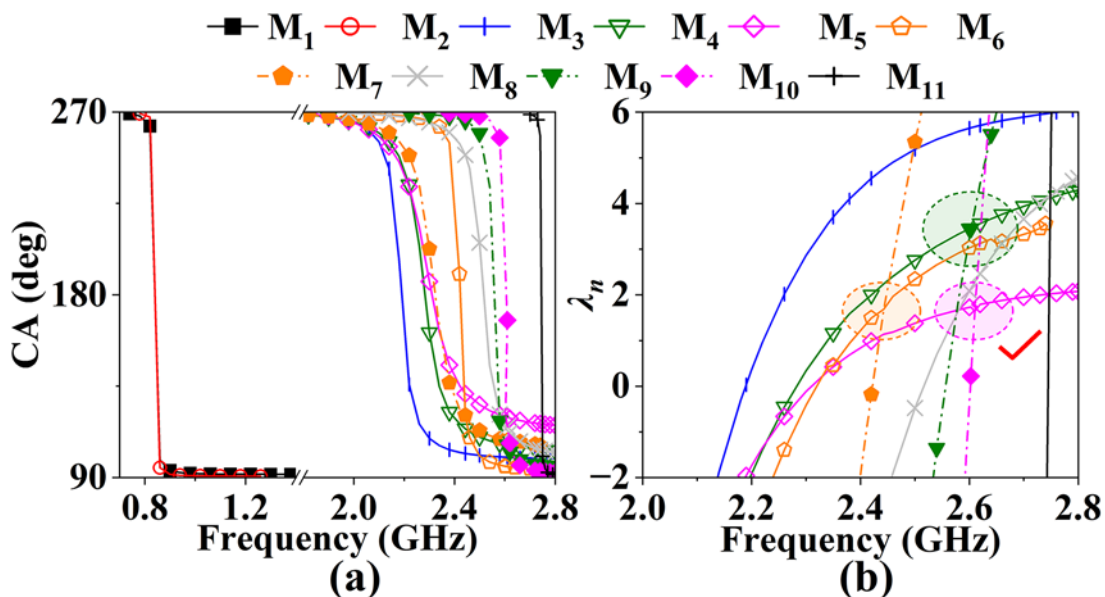 M₁ M₂ M₃ M₄ M₅ M₆
M₇ M₈ M₉ M₁₀ M₁₁
270
180
90
CA (deg)
0.8 1.2 2.0 2.4 2.8
Frequency (GHz)
(a)
6
4
2
0
−2
λₙ
2.0 2.2 2.4 2.6 2.8
Frequency (GHz)
(b)